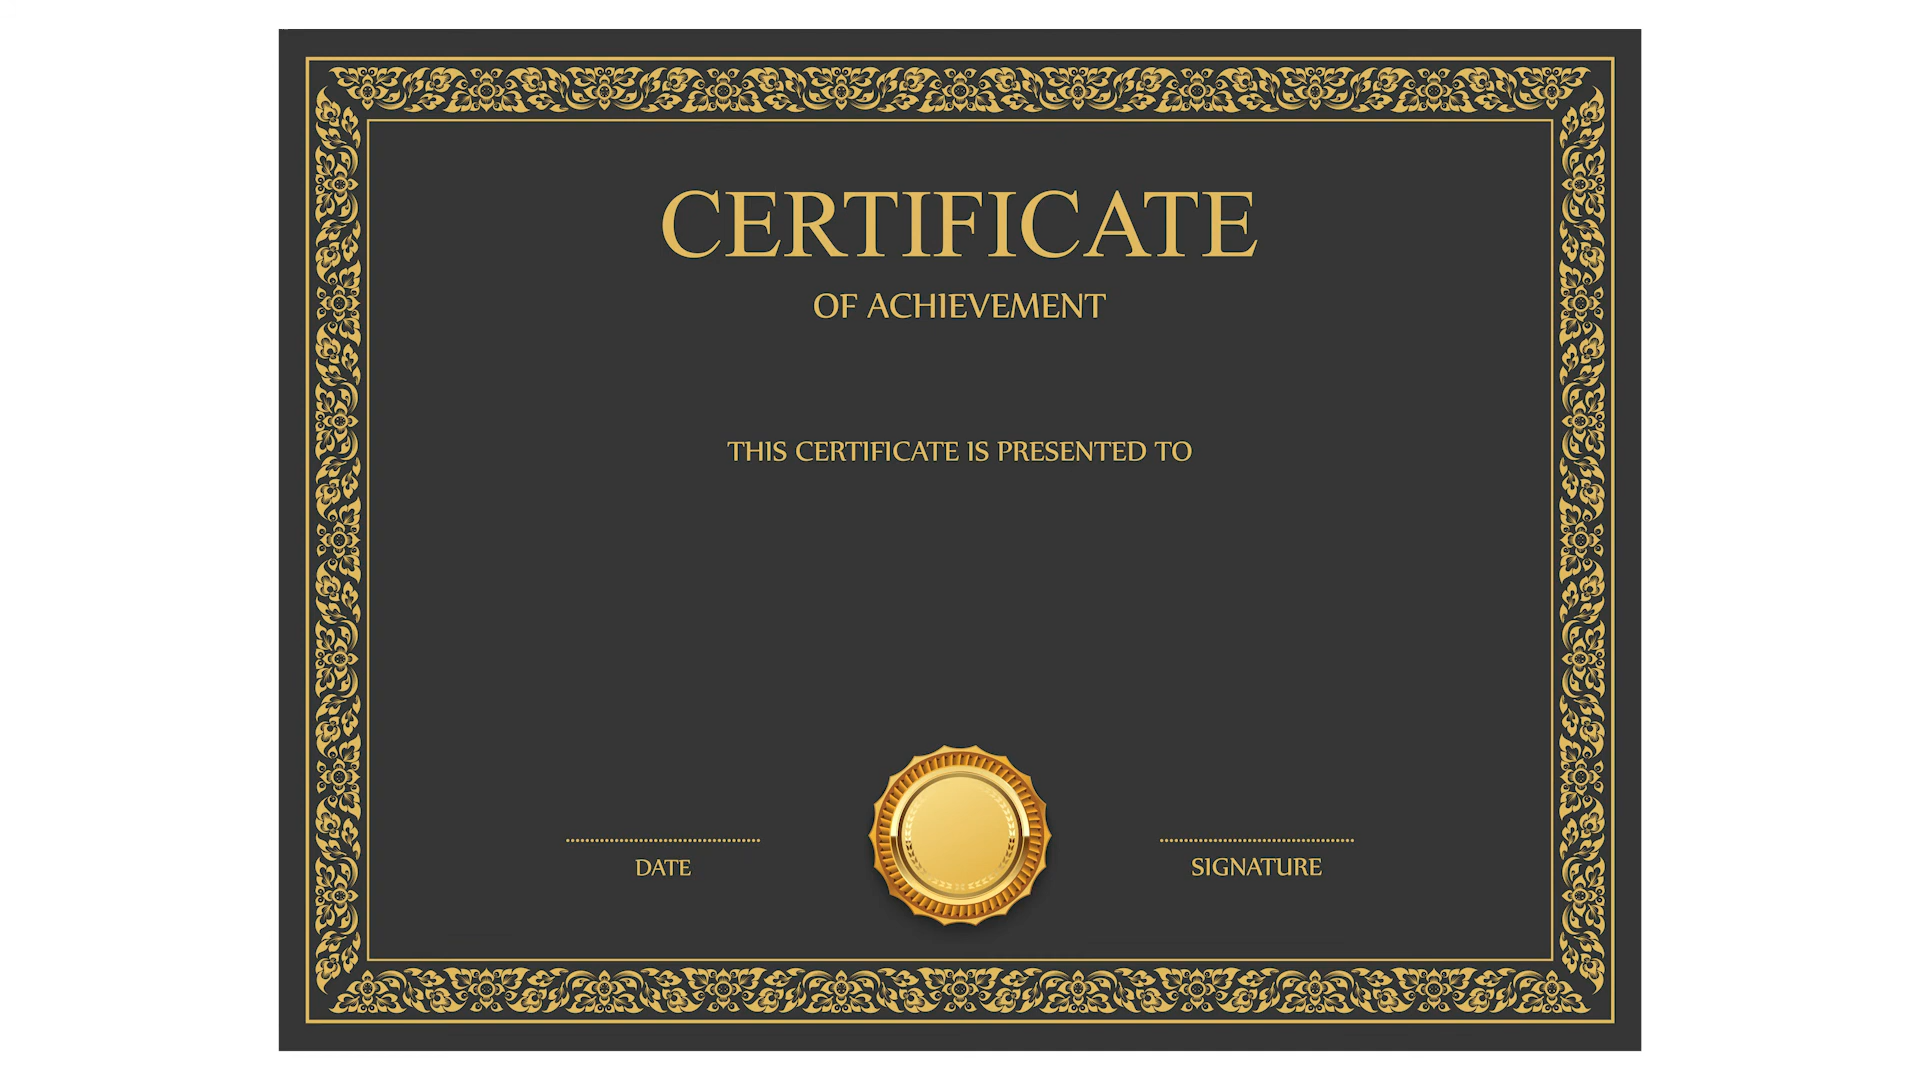 CERTIFICATE
OF ACHIEVEMENT
THIS CERTIFICATE IS PRESENTED TO
DATE
SIGNATURE